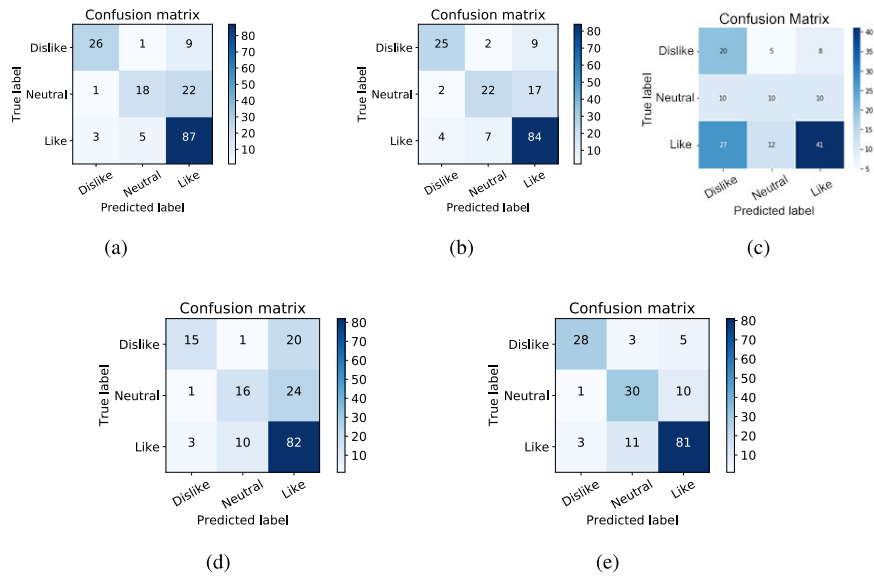 Confusion matrix
True label
Dislike
Neutral
Like
26 1 9
1 18 22
3 5 87
80
70
60
50
40
30
20
10
Dislike Neutral Like
Predicted label
(a)
Confusion matrix
True label
Dislike
Neutral
Like
25 2 9
2 22 17
4 7 84
80
70
60
50
40
30
20
10
Dislike Neutral Like
Predicted label
(b)
Confusion Matrix
True label
Dislike
Neutral
Like
20 5 8
10 10 10
27 12 41
40
35
30
25
20
15
10
5
Dislike Neutral Like
Predicted label
(c)
Confusion matrix
True label
Dislike
Neutral
Like
15 1 20
1 16 24
3 10 82
80
70
60
50
40
30
20
10
Dislike Neutral Like
Predicted label
(d)
Confusion matrix
True label
Dislike
Neutral
Like
28 3 5
1 30 10
3 11 81
80
70
60
50
40
30
20
10
Dislike Neutral Like
Predicted label
(e)